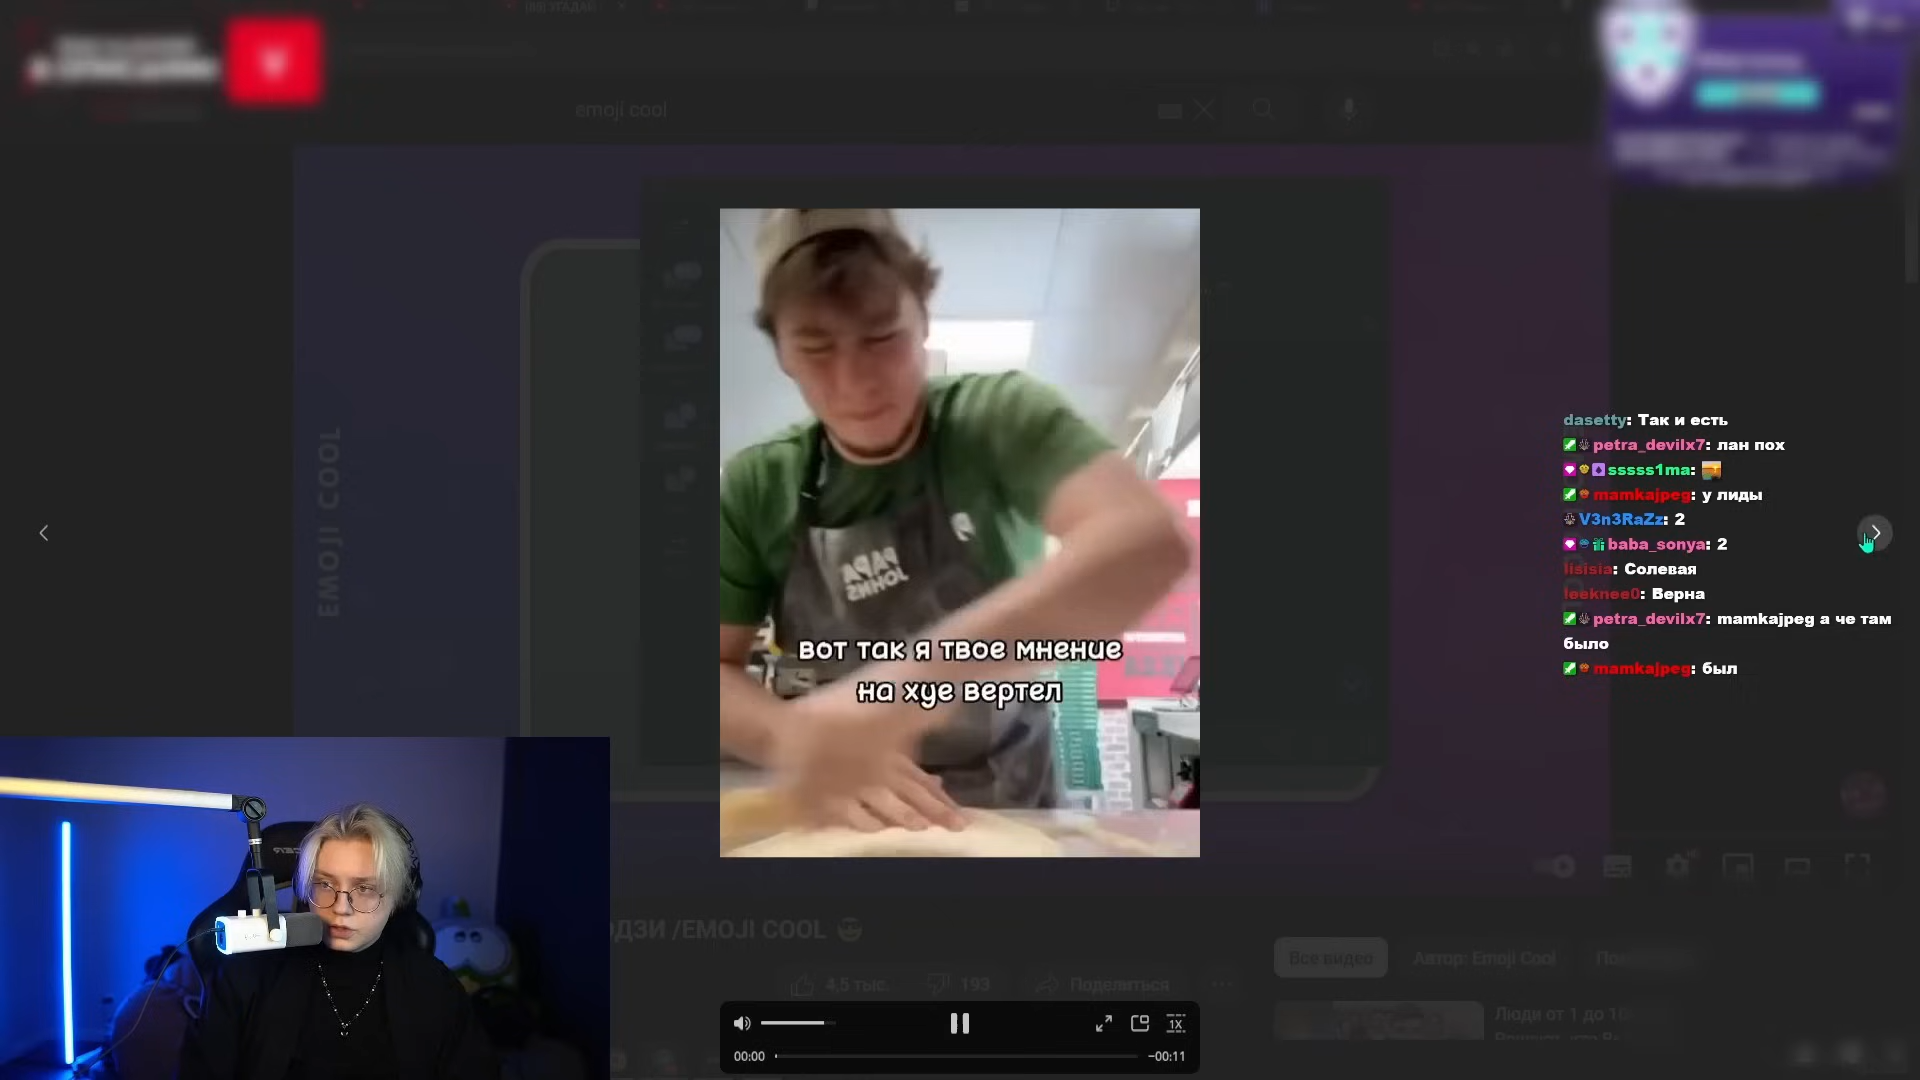 emoji cool
EMOJI COOL
PAPA
JOHNS
вот так я твое мнение
на хуе вертел
dasetty: Так и есть
petra_devilx7: лан пох
sssss1ma:
mamkajpeg: у лиды
V3n3RaZz: 2
baba_sonya: 2
lisisia: Солевая
leeknee0: Верна
petra_devilx7: mamkajpeg а че там
было
mamkajpeg: был
/EMOJI COOL
4,5 тыс.
193
Поделиться
Все видео
Автор: Emoji Cool
Люди от 1 до 10
1X
00:00
−00:11